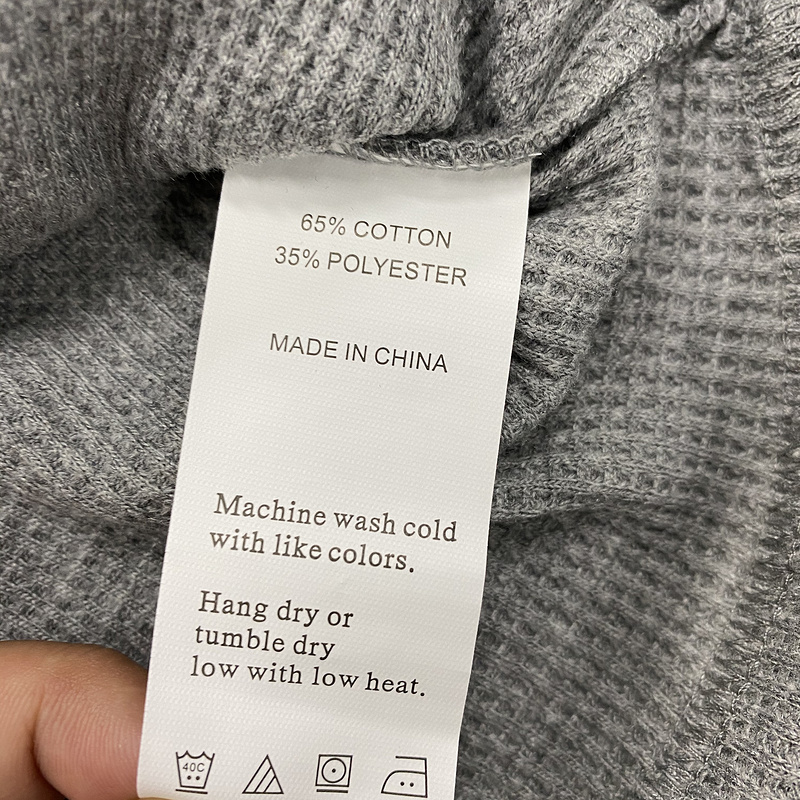 65% COTTON
35% POLYESTER
MADE IN CHINA
Machine wash cold
with like colors.
Hang dry or
tumble dry
low with low heat.
40C